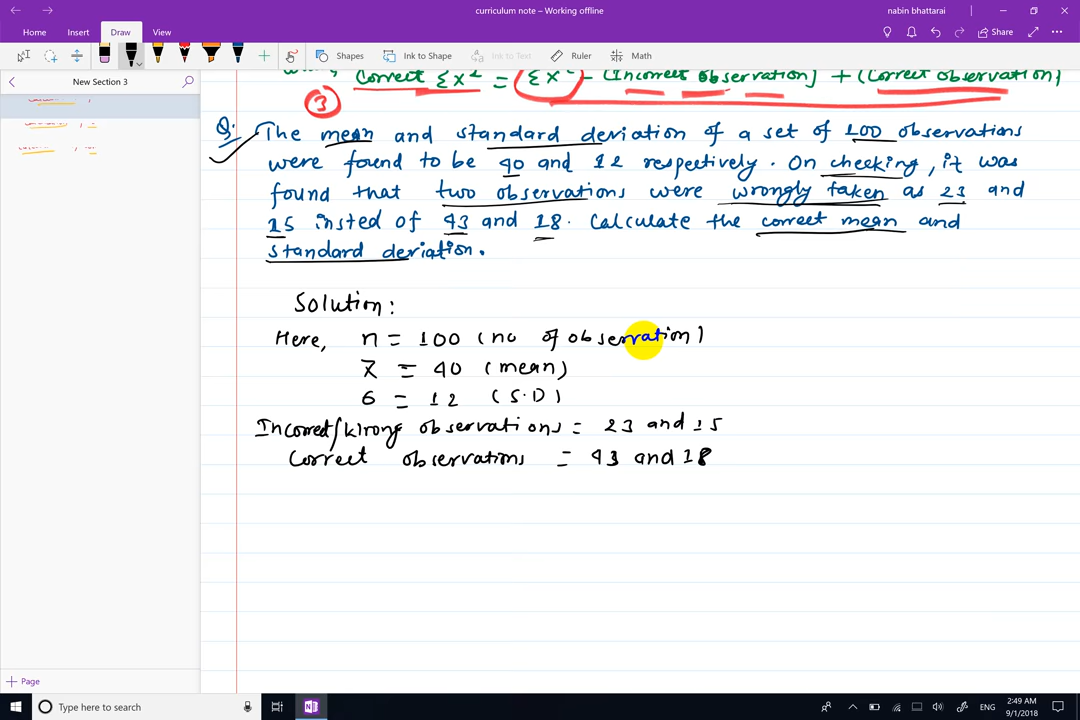 curriculum note – Working offline
nabin bhattarai
Home Insert Draw View
Share
Shapes Ink to Shape Ink to Text Ruler Math
New Section 3
Correct Σx² = Σx² - (Incorrect observation) + (Correct observation)
③
Q: The mean and standard deviation of a set of 100 observations
were found to be 40 and 12 respectively. On checking, it was
found that two observations were wrongly taken as 23 and
15 insted of 43 and 18. Calculate the correct mean and
standard deviation.
Solution:
Here, n = 100 (no of observation)
x̄ = 40 (mean)
σ = 12 (S.D)
Incorrect/Wrong observations = 23 and 15
Correct observations = 43 and 18
Page
Type here to search
ENG
2:49 AM
9/1/2018